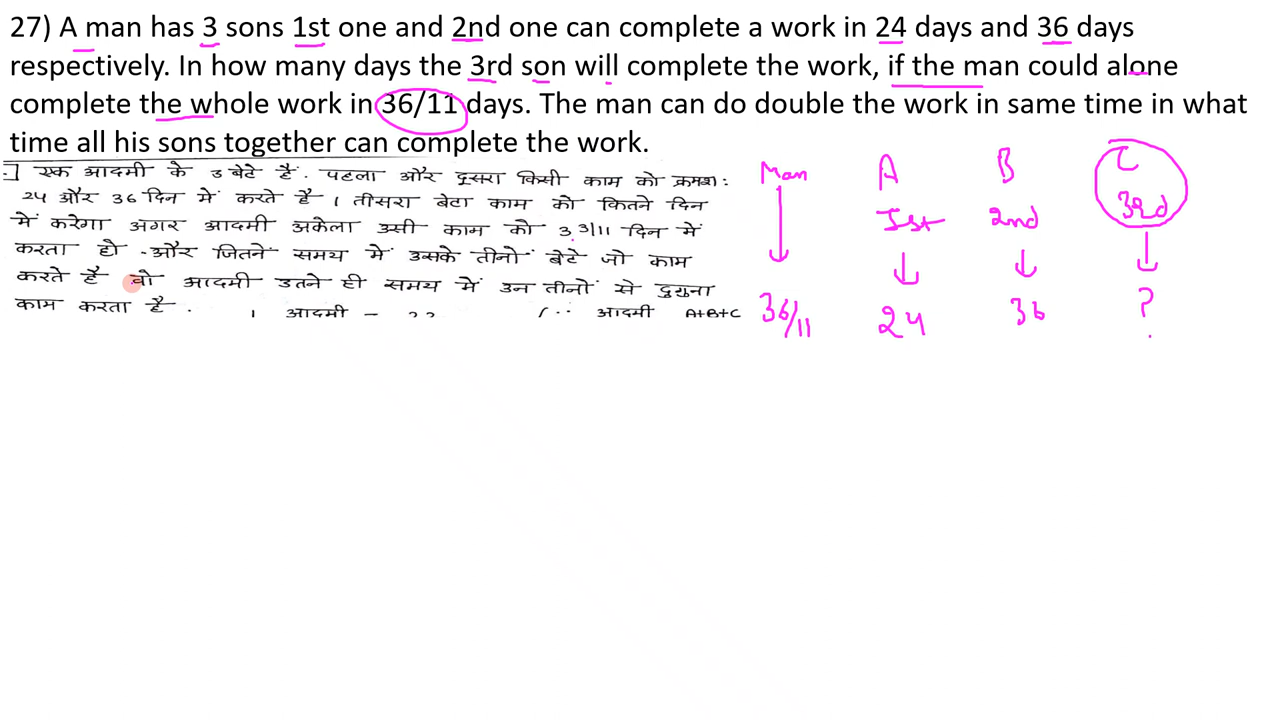 27) A man has 3 sons 1st one and 2nd one can complete a work in 24 days and 36 days
respectively. In how many days the 3rd son will complete the work, if the man could alone
complete the whole work in 36/11 days. The man can do double the work in same time in what
time all his sons together can complete the work.
.] एक आदमी के 3 बेटे हैं. पहला और दूसरा किसी काम को क्रमश:
24 और 36 दिन में करते हैं । तीसरा बेटा काम को कितने दिन
में करेगा अगर आदमी अकेला उसी काम को 3 3/11 दिन में
करता हो - और जितने समय में उसके तीनों बेटे जो काम
करते हैं वो आदमी उतने ही समय में उन तीनों से दुगुना
काम करता है .
1 आदमी = (∵ आदमी A+B+C
Man A B C
Ist 2nd 3rd
36/11 24 36 ?